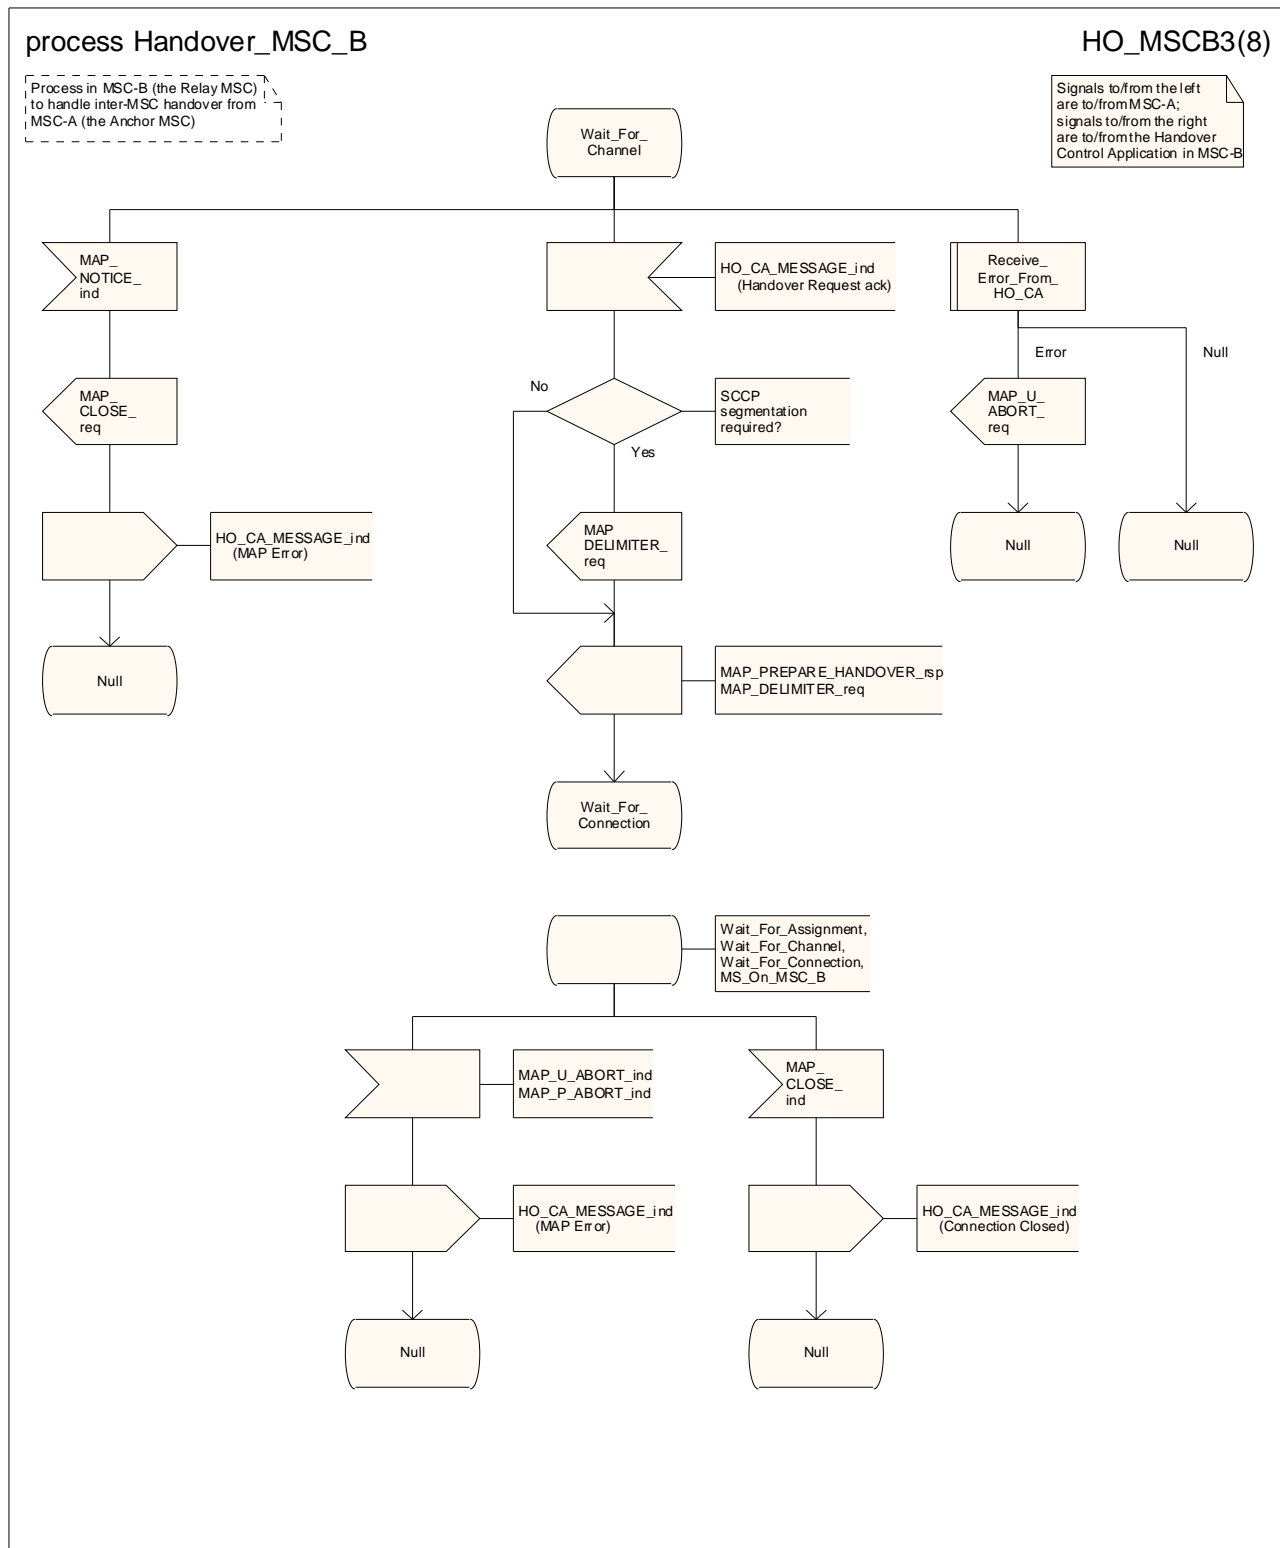 process Handover_MSC_B
HO_MSCB3(8)
Process in MSC-B (the Relay MSC)
to handle inter-MSC handover from
MSC-A (the Anchor MSC)
Signals to/from the left
are to/from MSC-A;
signals to/from the right
are to/from the Handover
Control Application in MSC-B
Wait_For_
Channel
MAP_
NOTICE_
ind
HO_CA_MESSAGE_ind
(Handover Request ack)
Receive_
Error_From_
HO_CA
Error
Null
MAP_
CLOSE_
req
No
SCCP
segmentation
required?
Yes
MAP_U_
ABORT_
req
HO_CA_MESSAGE_ind
(MAP Error)
MAP
DELIMITER_
req
Null
Null
Null
MAP_PREPARE_HANDOVER_rsp
MAP_DELIMITER_req
Wait_For_
Connection
Wait_For_Assignment,
Wait_For_Channel,
Wait_For_Connection,
MS_On_MSC_B
MAP_U_ABORT_ind
MAP_P_ABORT_ind
MAP_
CLOSE_
ind
HO_CA_MESSAGE_ind
(MAP Error)
HO_CA_MESSAGE_ind
(Connection Closed)
Null
Null